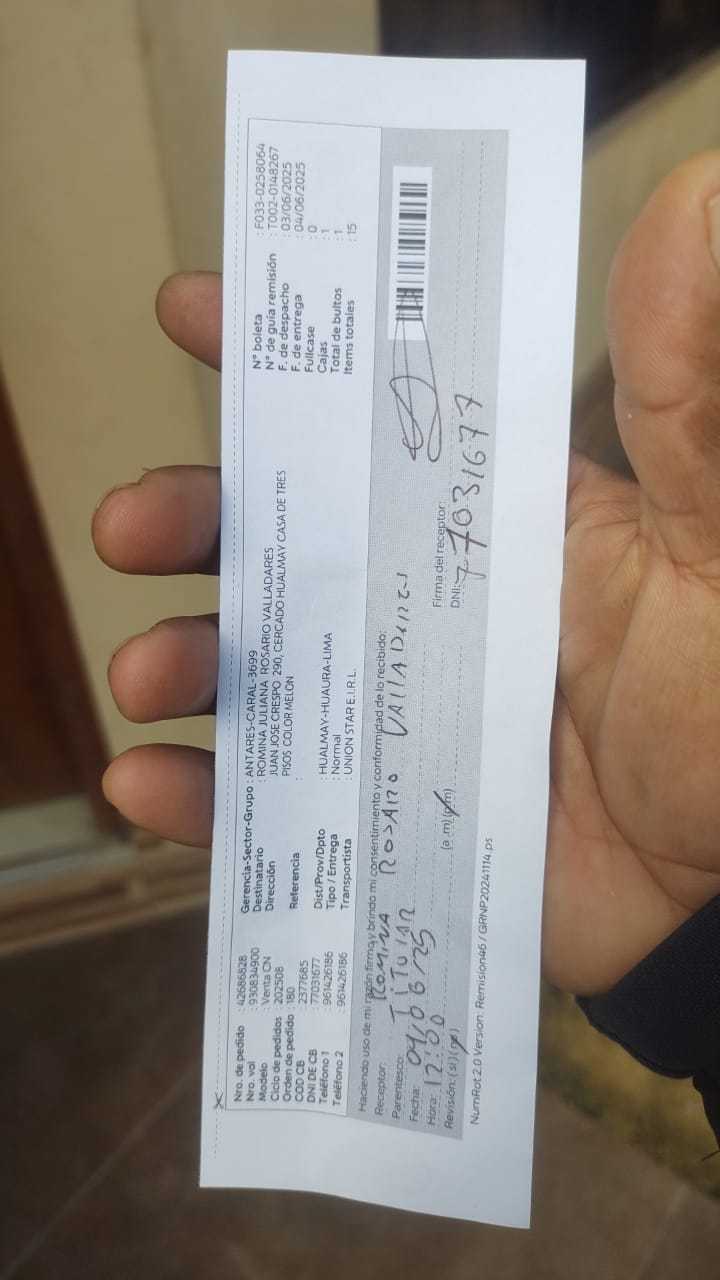 Nro. de pedido : 42686828
Nro. vol : 930834900
Modelo : Venta CN
Ciclo de pedidos : 202508
Orden de pedido : 180
COD CB : 2377685
DNI DE CB : 77031677
Teléfono 1 : 961426186
Teléfono 2 : 961426186
Gerencia-Sector-Grupo : ANTARES-CARAL-3699
Destinatario : ROMINA JULIANA ROSARIO VALLADARES
Dirección JUAN JOSE CRESPO 290, CERCADO HUALMAY CASA DE TRES
PISOS COLOR MELON
Referencia :
Dist/Prov/Dpto : HUALMAY-HUAURA-LIMA
Tipo / Entrega : Normal
Transportista : UNION STAR E.I.R.L.
N° boleta : F033-0258064
N° de guía remisión : T002-0148267
F. de despacho : 03/06/2025
F. de entrega : 04/06/2025
Fullcase : 0
Cajas : 1
Total de bultos : 1
Items totales : 15
Haciendo uso de mi razón firmo y brindo mi consentimiento y conformidad de lo recibido:
Receptor: ROMINA ROSARIO VALLADARES
Parentesco: TITULAR
Fecha: 04/06/25
Hora: 12:00 (a.m)(p.m)
Revisión: (si)(no)
Firma del receptor:
DNI: 77031677
NumRot 2.0 Version: Remision46 / GRNP20241114.ps